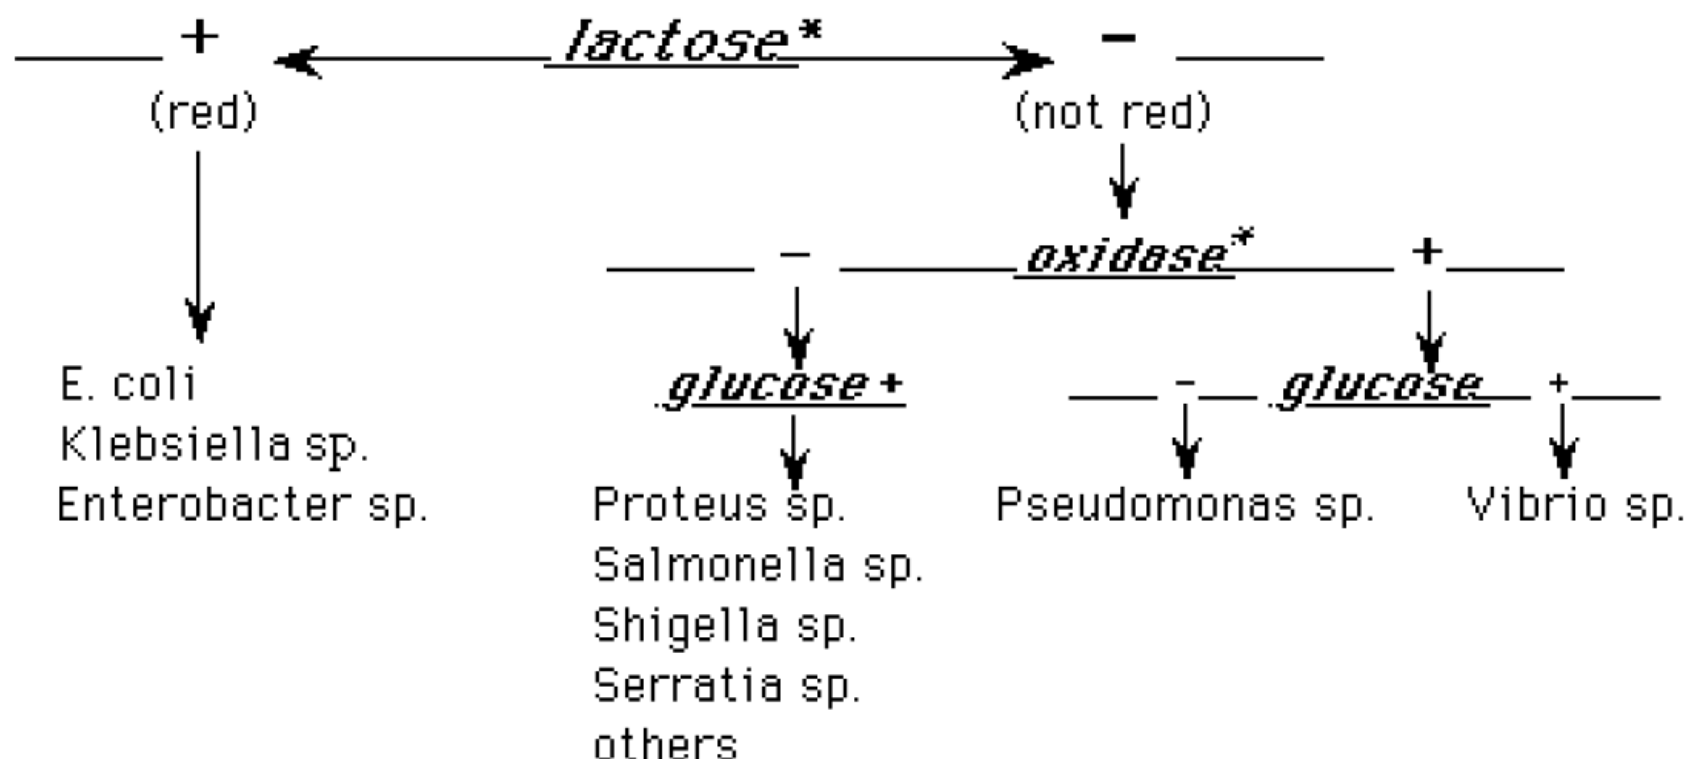 + lactose* −
(red) (not red)
− oxidase* +
glucose + − glucose +
E. coli
Klebsiella sp.
Enterobacter sp.
Proteus sp.
Salmonella sp.
Shigella sp.
Serratia sp.
others
Pseudomonas sp.
Vibrio sp.